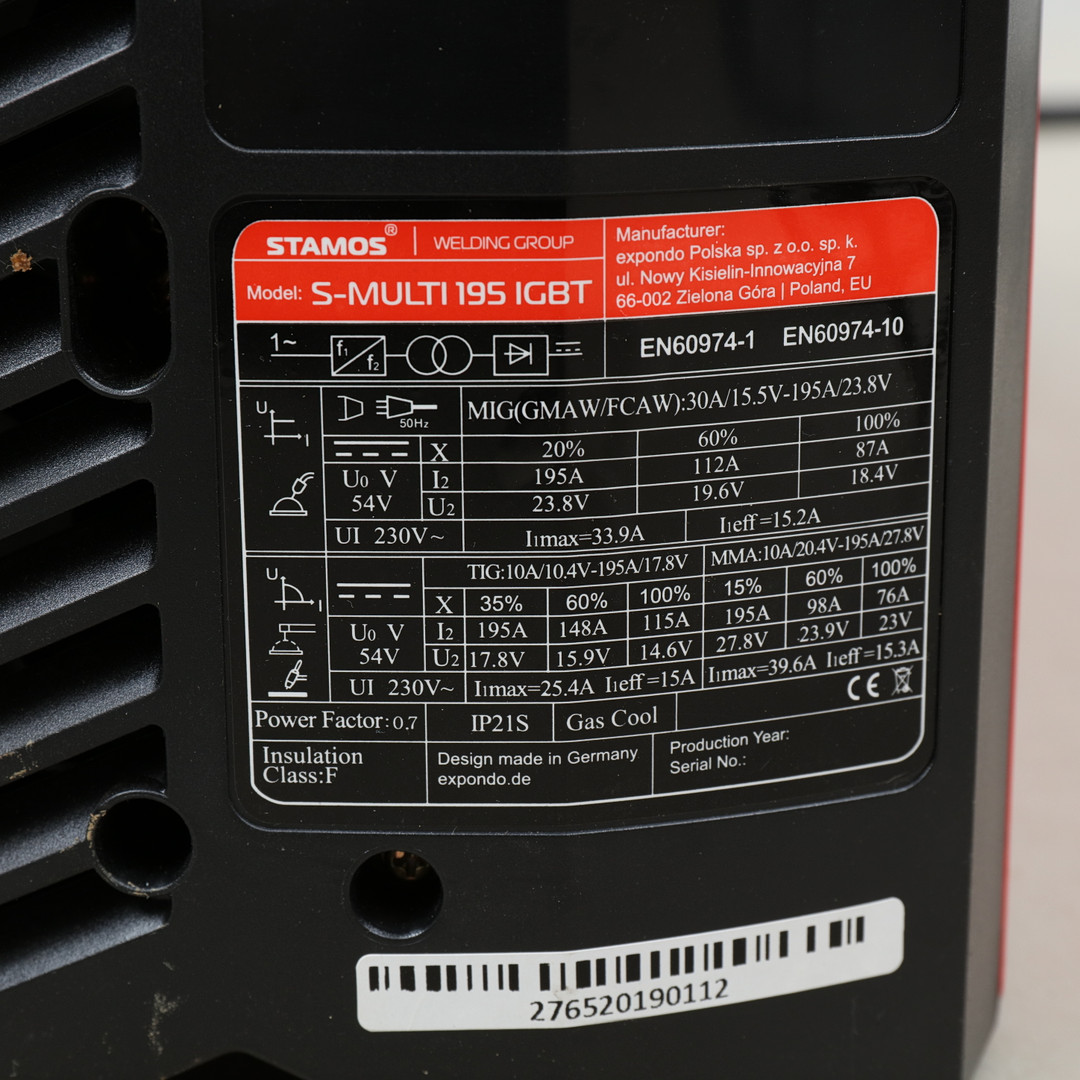 STAMOS® | WELDING GROUP
Model: S-MULTI 195 IGBT
Manufacturer:
expondo Polska sp. z o.o. sp. k.
ul. Nowy Kisielin-Innowacyjna 7
66-002 Zielona Góra | Poland, EU
1~ f1 f2
EN60974-1 EN60974-10
U I
50Hz
MIG(GMAW/FCAW):30A/15.5V-195A/23.8V
X 20% 60% 100%
U0 V I2 195A 112A 87A
54V U2 23.8V 19.6V 18.4V
UI 230V~ I1max=33.9A I1eff=15.2A
U I
TIG:10A/10.4V-195A/17.8V MMA:10A/20.4V-195A/27.8V
X 35% 60% 100% 15% 60% 100%
U0 V I2 195A 148A 115A 195A 98A 76A
54V U2 17.8V 15.9V 14.6V 27.8V 23.9V 23V
UI 230V~ I1max=25.4A I1eff=15A I1max=39.6A I1eff=15.3A
CE
Power Factor: 0.7 IP21S Gas Cool
Insulation
Class:F
Design made in Germany
expondo.de
Production Year:
Serial No.:
276520190112